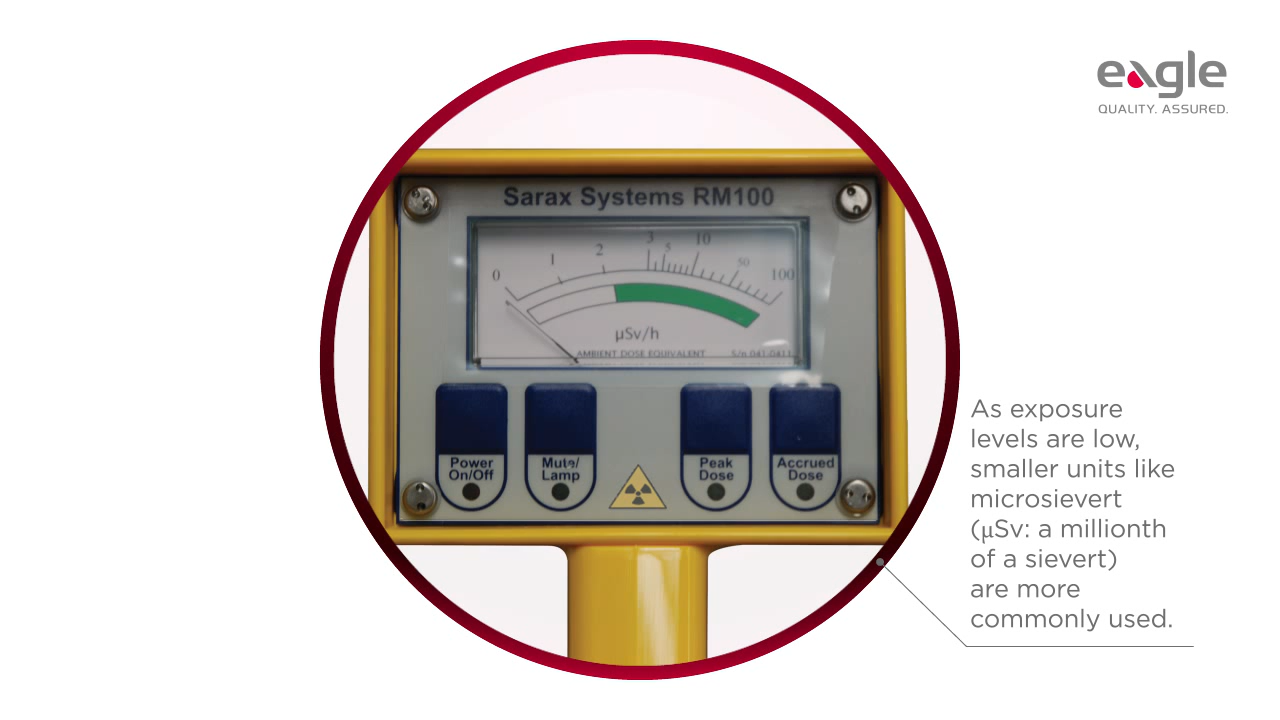 eagle
QUALITY. ASSURED.
Sarax Systems RM100
0 1 2 3 5 10 50 100
µSv/h
AMBIENT DOSE EQUIVALENT S/n 041-0411
Power
On/Off
Mute/
Lamp
Peak
Dose
Accrued
Dose
As exposure
levels are low,
smaller units like
microsievert
(µSv: a millionth
of a sievert)
are more
commonly used.